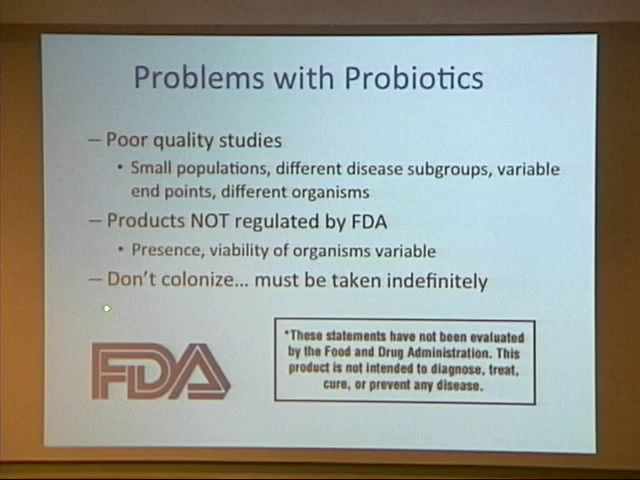 Problems with Probiotics
– Poor quality studies
• Small populations, different disease subgroups, variable
end points, different organisms
– Products NOT regulated by FDA
• Presence, viability of organisms variable
– Don't colonize... must be taken indefinitely
FDA
*These statements have not been evaluated
by the Food and Drug Administration. This
product is not intended to diagnose, treat,
cure, or prevent any disease.